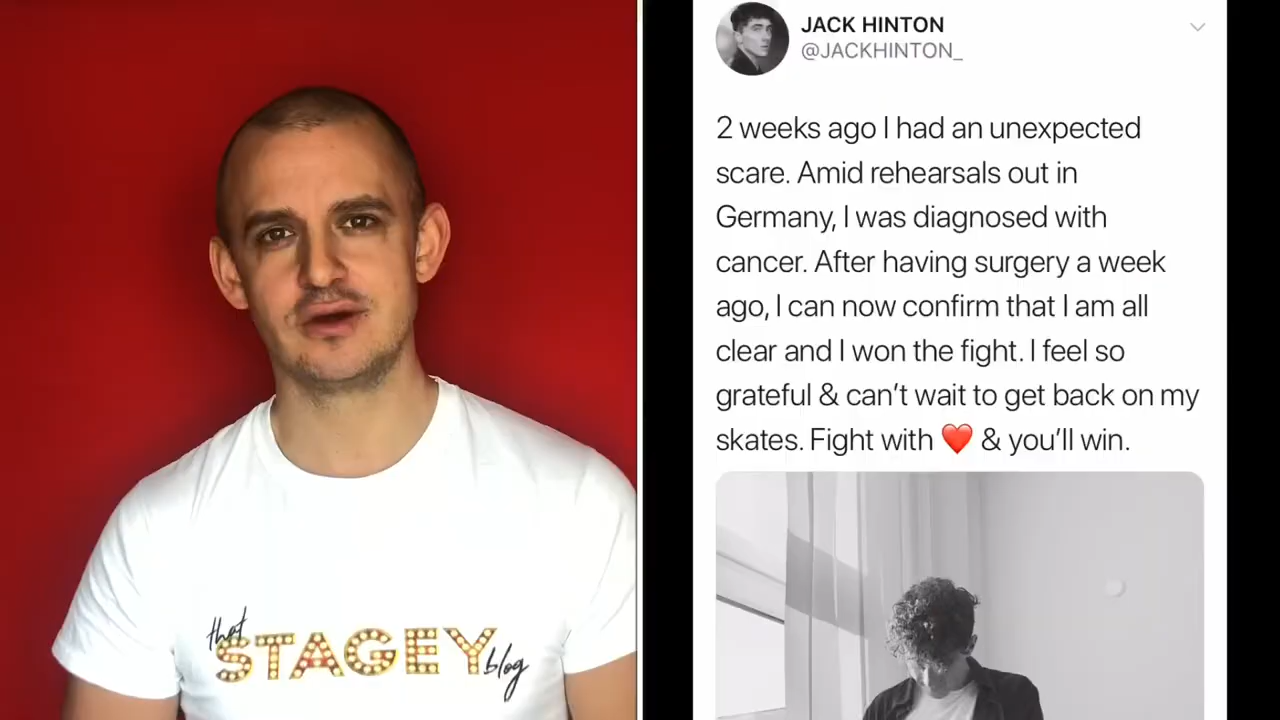 that
STAGEY
blog
JACK HINTON
@JACKHINTON_
2 weeks ago I had an unexpected
scare. Amid rehearsals out in
Germany, I was diagnosed with
cancer. After having surgery a week
ago, I can now confirm that I am all
clear and I won the fight. I feel so
grateful & can’t wait to get back on my
skates. Fight with ❤️ & you’ll win.